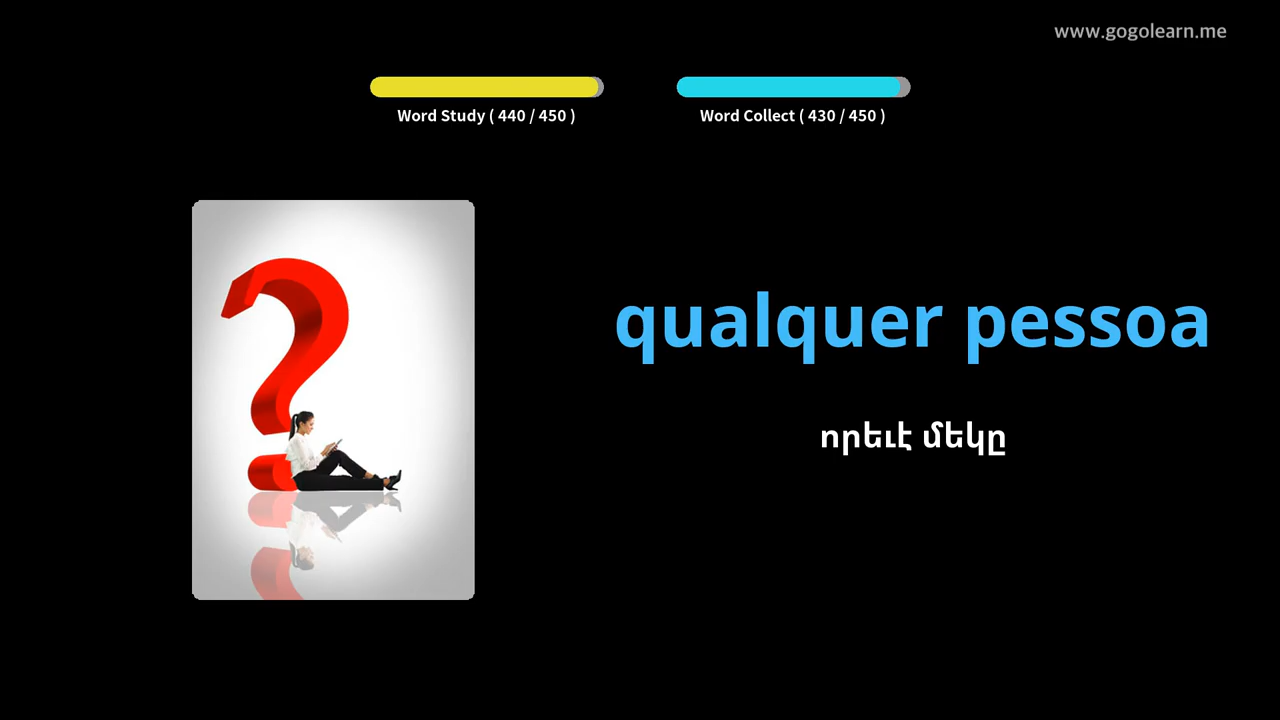 www.gogolearn.me
Word Study ( 440 / 450 )
Word Collect ( 430 / 450 )
qualquer pessoa
որեւէ մեկը